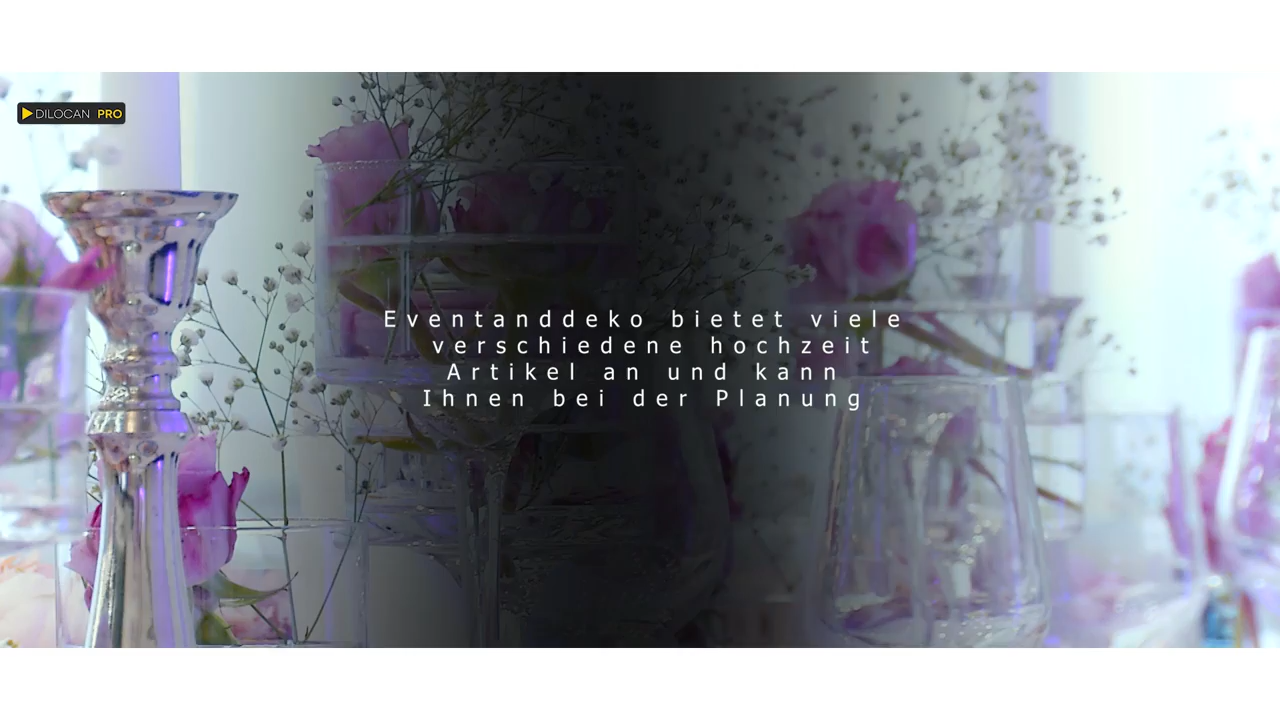 DILOCAN PRO
Eventanddeko bietet viele
verschiedene hochzeit
Artikel an und kann
Ihnen bei der Planung